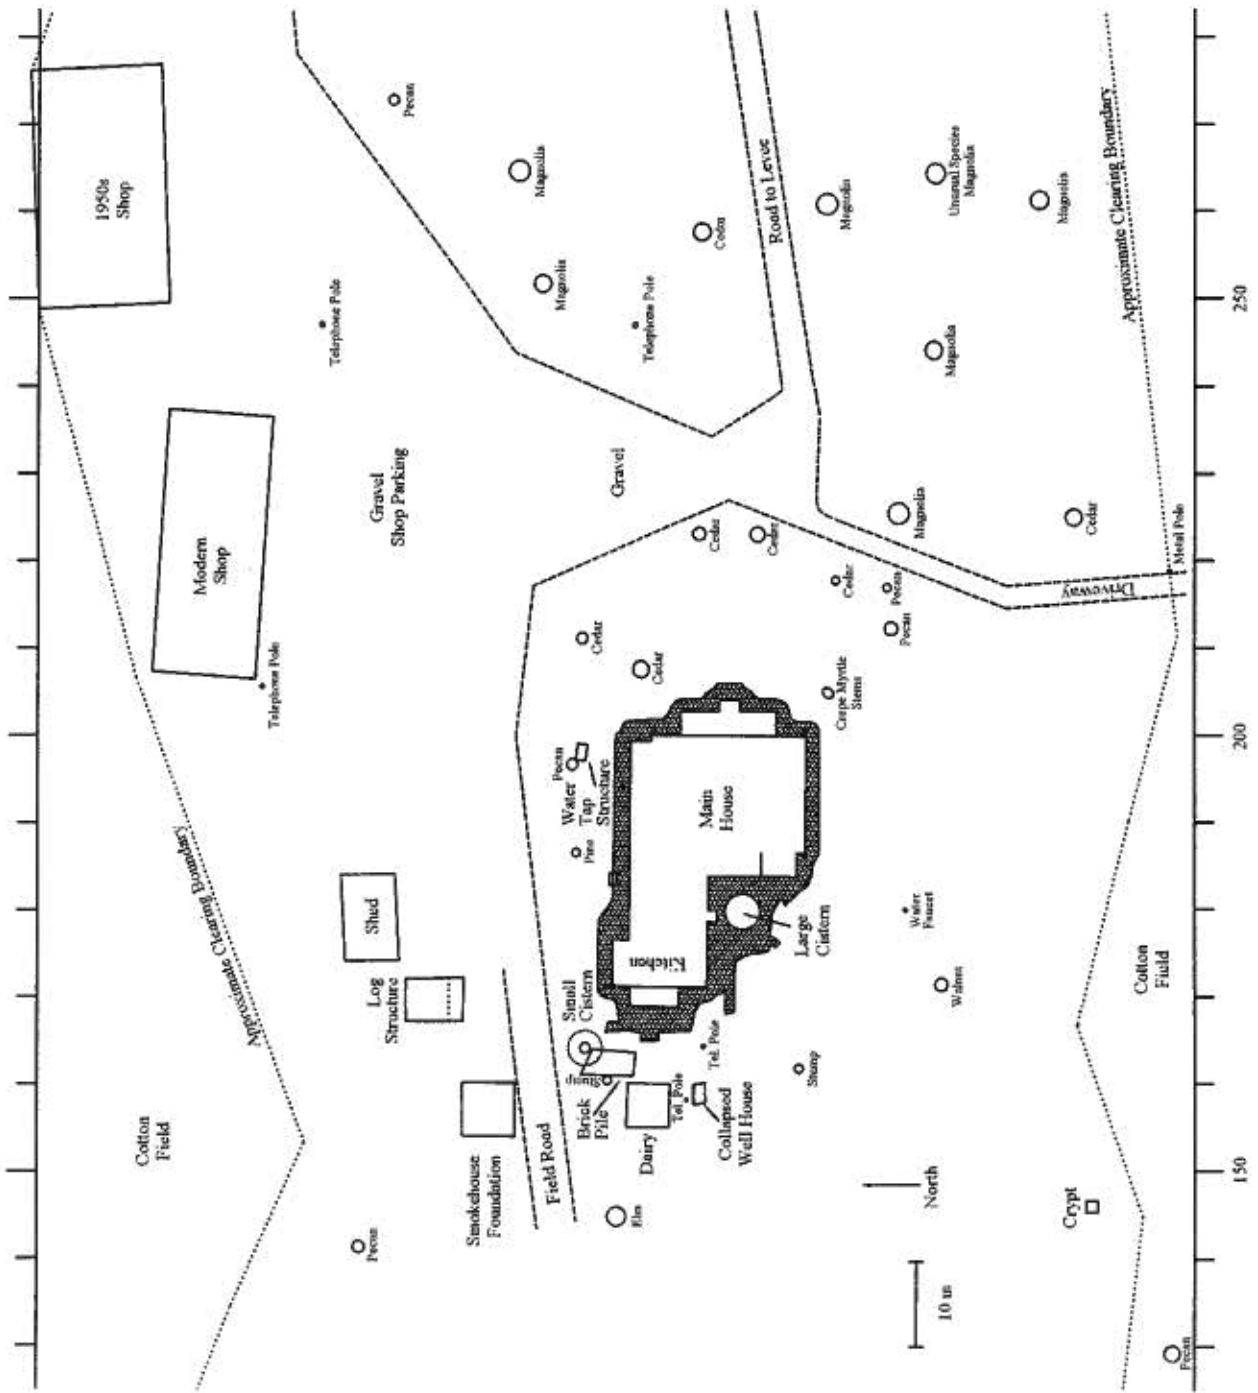 1950s
Shop
Pecan
Magnolia
Magnolia
Telephone Pole
Telephone Pole
Cedar
Road to Levee
Magnolia
Unusual Species
Magnolia
Magnolia
Magnolia
Approximate Clearing Boundary
250
Modern
Shop
Telephone Pole
Gravel
Shop Parking
Gravel
Cedar
Cedar
Cedar
Cedar
Cedar
Pecan
Pecan
Magnolia
Cedar
Metal Pole
Driveway
Crepe Myrtle
Stems
200
Pecan
Water
Tap
Structure
Pine
Main
House
Kitchen
Large
Cistern
Water
Faucet
Walnut
Cotton
Field
Approximate Clearing Boundary
Shed
Log
Structure
Small
Cistern
Stump
Brick
Pile
Tel. Pole
Tel. Pole
Stump
Dairy
Collapsed
Well House
Cotton
Field
Smokehouse
Foundation
Field Road
Elm
Pecan
North
10 m
Crypt
150
Pecan